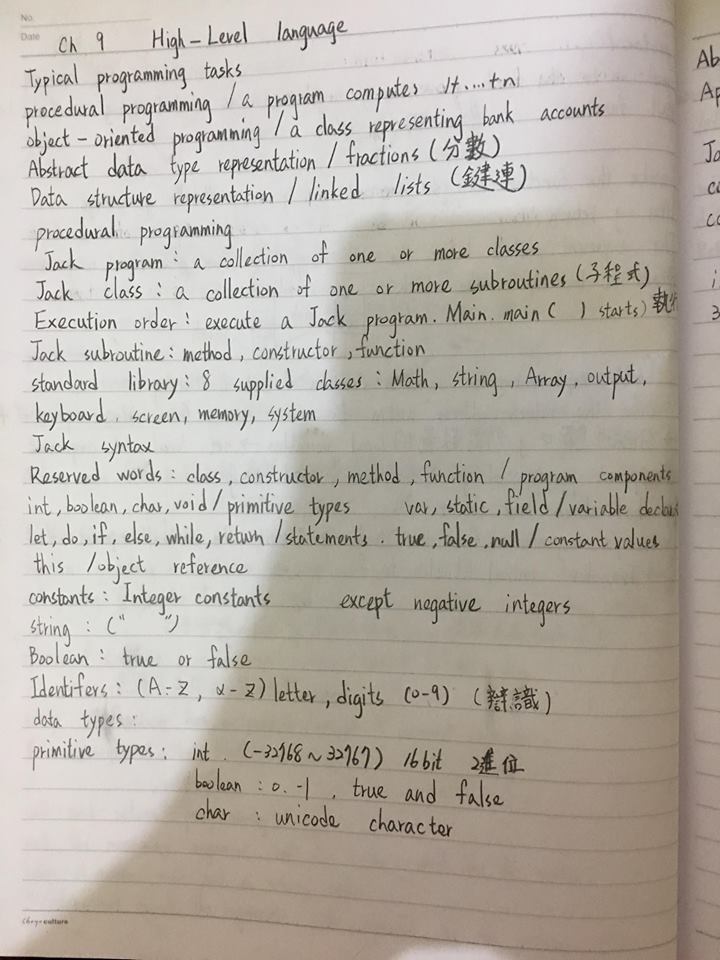 No.
Date
Ch 9 High-Level language
Typical programming tasks
procedural programming / a program computes 1+...+n
object-oriented programming / a class representing bank accounts
Abstract data type representation / fractions (分數)
Data structure representation / linked lists (鏈連)
procedural programming
Jack program: a collection of one or more classes
Jack class: a collection of one or more subroutines (子程式)
Execution order: execute a Jack program. Main. main ( ) starts) 執行
Jack subroutine: method, constructor, function
standard library: 8 supplied classes: Math, string, Array, output,
keyboard. screen, memory, system
Jack syntax
Reserved words: class, constructor, method, function / program components
int, boolean, char, void / primitive types var, static, field / variable
let, do, if, else, while, return / statements. true, false, null / constant values
this / object reference
constants: Integer constants except negative integers
string: (" ")
Boolean: true or false
Identifers: (A-Z, a-z) letter, digits (0-9) (辯識)
data types:
primitive types: int. (-32768~32767) 16bit 2進位
boolean: 0. -1. true and false
char: unicode character
Choyo culture
Ab
Ap
Ja
co
co
i
3